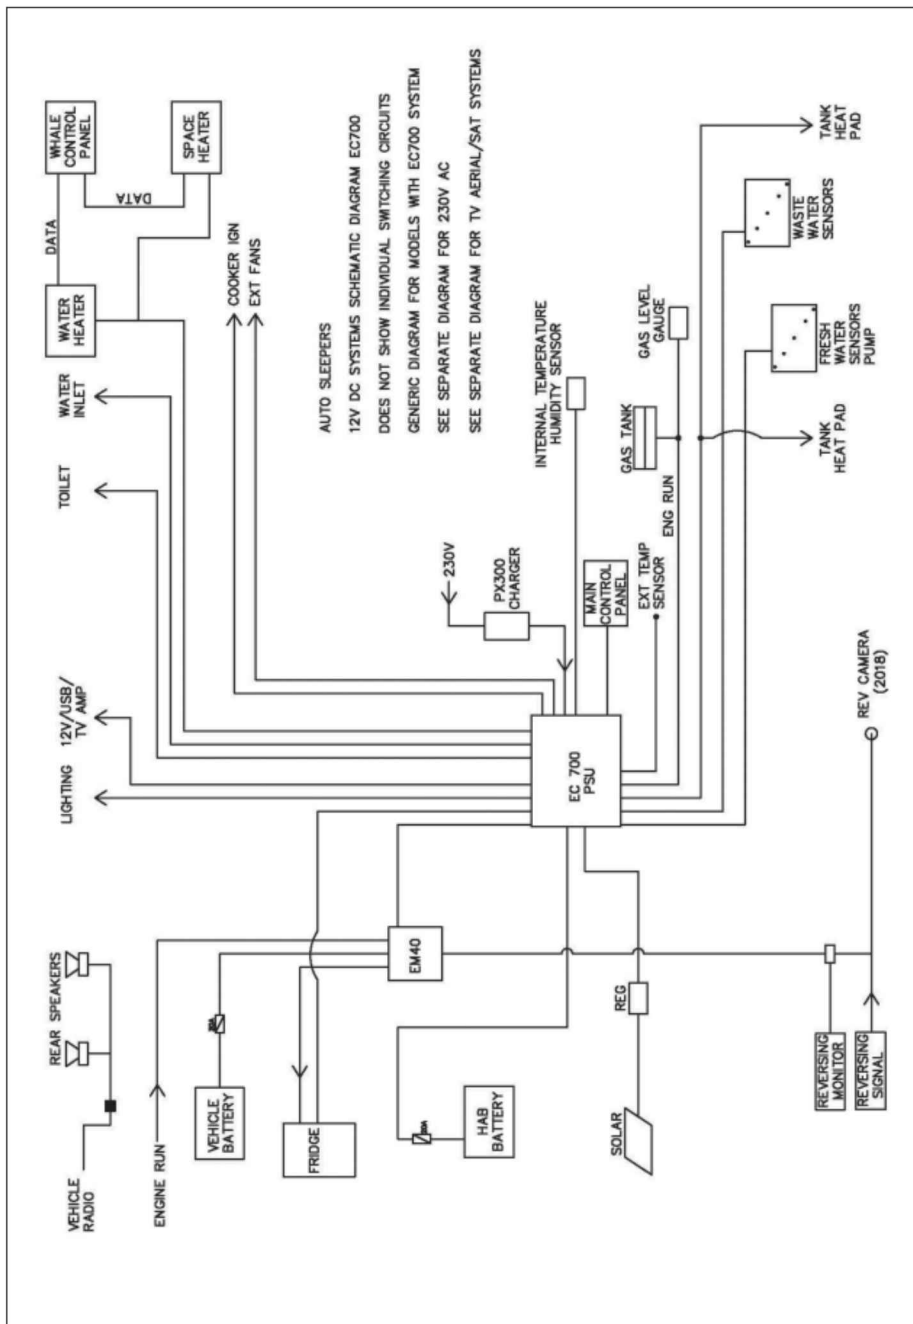 VEHICLE
RADIO
REAR SPEAKERS
ENGINE RUN
VEHICLE
BATTERY
FRIDGE
EM40
HAB
BATTERY
SOLAR
REG
REVERSING
MONITOR
REVERSING
SIGNAL
REV CAMERA
(2018)
LIGHTING
12V/USB/
TV AMP
TOILET
WATER
INLET
WATER
HEATER
DATA
WHALE
CONTROL
PANEL
DATA
SPACE
HEATER
COOKER IGN
EXT FANS
AUTO SLEEPERS
12V DC SYSTEMS SCHEMATIC DIAGRAM EC700
DOES NOT SHOW INDIVIDUAL SWITCHING CIRCUITS
GENERIC DIAGRAM FOR MODELS WITH EC700 SYSTEM
SEE SEPARATE DIAGRAM FOR 230V AC
SEE SEPARATE DIAGRAM FOR TV AERIAL/SAT SYSTEMS
230V
PX300
CHARGER
EC 700
PSU
INTERNAL TEMPERATURE
HUMIDITY SENSOR
MAIN
CONTROL
PANEL
EXT TEMP
SENSOR
ENG RUN
GAS TANK
GAS LEVEL
GAUGE
TANK
HEAT PAD
FRESH
WATER
SENSORS
PUMP
WASTE
WATER
SENSORS
TANK
HEAT
PAD